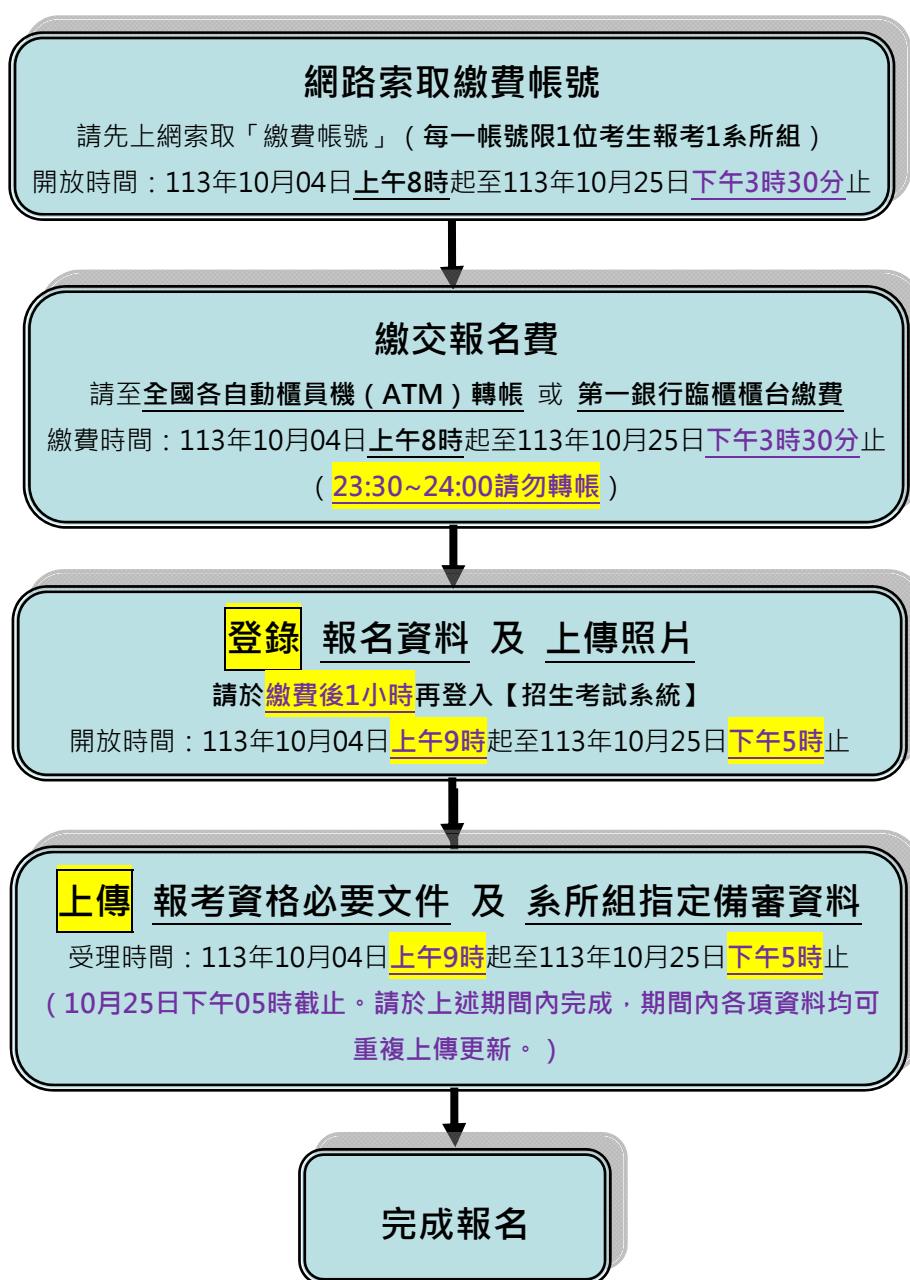 網路索取繳費帳號
請先上網索取「繳費帳號」（每一帳號限1位考生報考1系所組）
開放時間：113年10月04日上午8時起至113年10月25日下午3時30分止
繳交報名費
請至全國各自動櫃員機（ATM）轉帳 或 第一銀行臨櫃櫃台繳費
繳費時間：113年10月04日上午8時起至113年10月25日下午3時30分止
（23:30~24:00請勿轉帳）
登錄 報名資料 及 上傳照片
請於繳費後1小時再登入【招生考試系統】
開放時間：113年10月04日上午9時起至113年10月25日下午5時止
上傳 報考資格必要文件 及 系所組指定備審資料
受理時間：113年10月04日上午9時起至113年10月25日下午5時止
（10月25日下午05時截止。請於上述期間內完成，期間內各項資料均可
重複上傳更新。）
完成報名